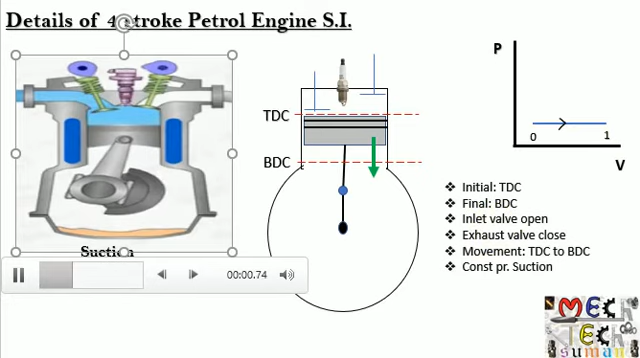 Details of 4 stroke Petrol Engine S.I.
P
TDC
BDC
0 1
V
Initial: TDC
Final: BDC
Inlet valve open
Exhaust valve close
Movement: TDC to BDC
Const pr. Suction
Suction
00:00.74
MECH
TECH
suman